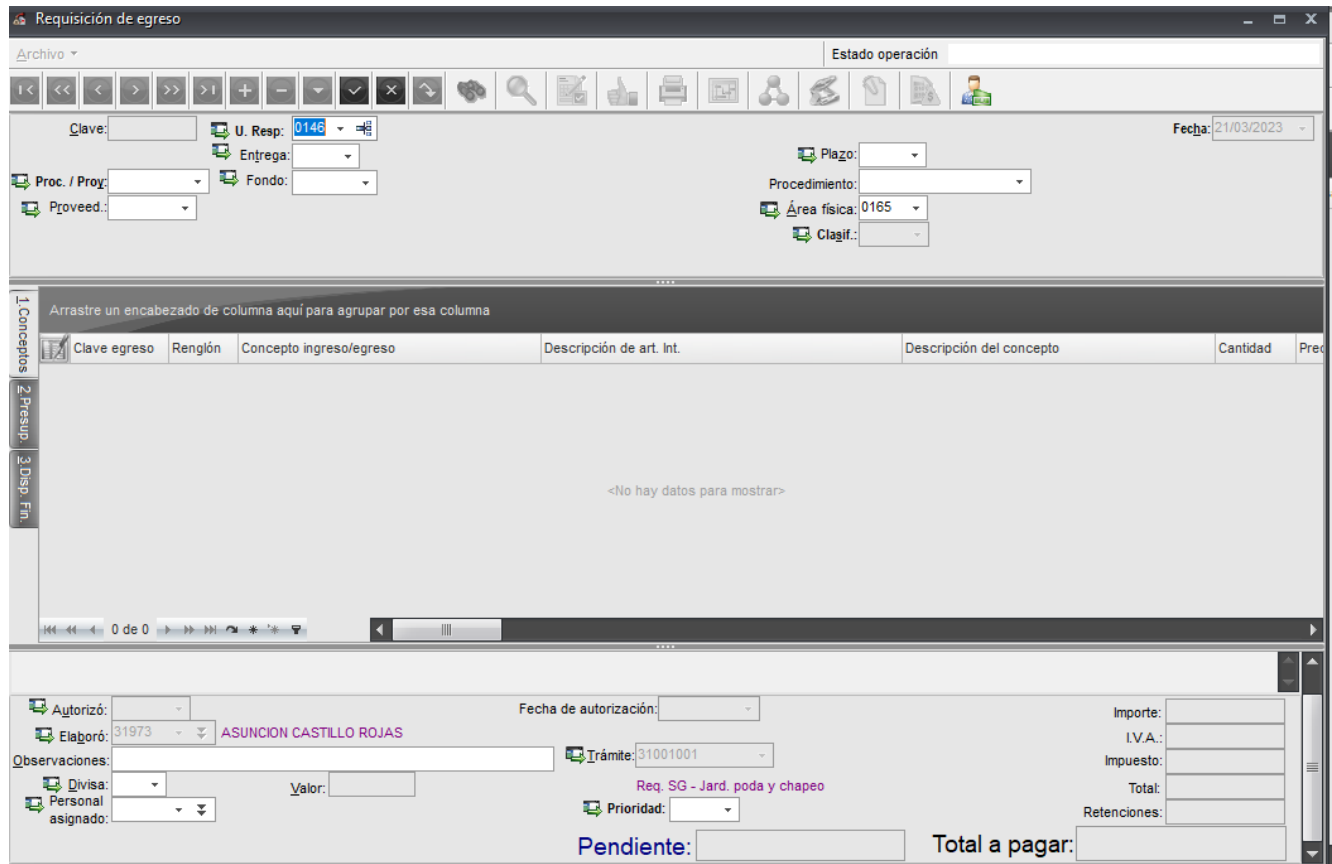 Requisición de egreso
Archivo
Estado operación
Clave:
U. Resp: 0146
Fecha: 21/03/2023
Entrega:
Plazo:
Proc. / Proy:
Fondo:
Procedimiento:
Proveed.:
Área física: 0165
Clasif.:
1.Conceptos
2.Presup.
3.Disp. Fin.
Arrastre un encabezado de columna aquí para agrupar por esa columna
Clave egreso Renglón Concepto ingreso/egreso Descripción de art. Int. Descripción del concepto Cantidad Prec
<No hay datos para mostrar>
0 de 0
Autorizó:
Fecha de autorización:
Importe:
Elaboró: 31973 ASUNCION CASTILLO ROJAS
I.V.A.:
Observaciones:
Trámite: 31001001
Impuesto:
Divisa:
Valor:
Req. SG - Jard. poda y chapeo
Total:
Personal
asignado:
Prioridad:
Retenciones:
Pendiente:
Total a pagar: